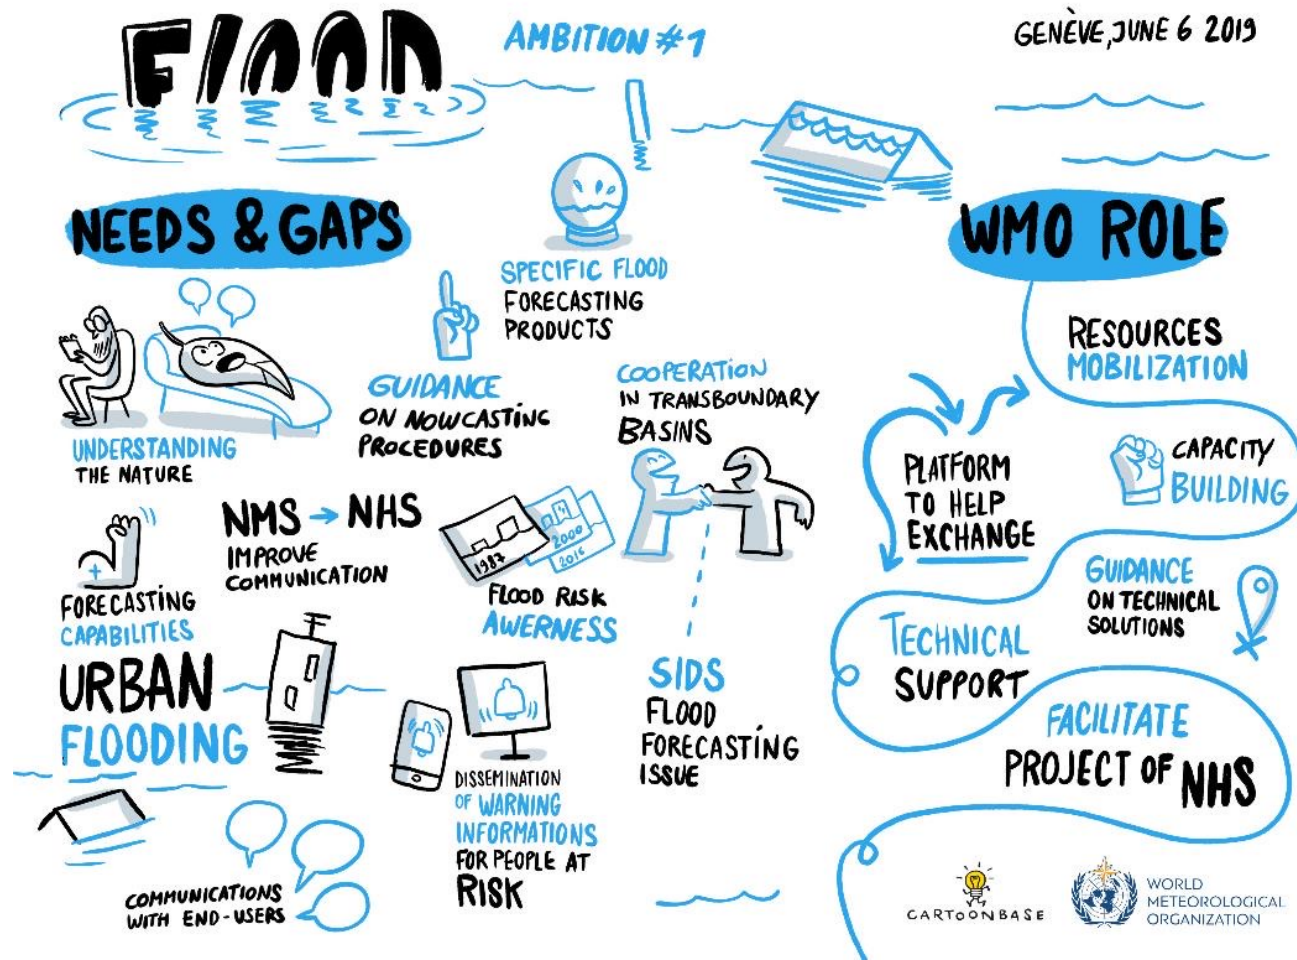 FLOOD
AMBITION #1
GENÈVE, JUNE 6 2019
NEEDS & GAPS
SPECIFIC FLOOD
FORECASTING
PRODUCTS
GUIDANCE
ON NOWCASTING
PROCEDURES
UNDERSTANDING
THE NATURE
COOPERATION
IN TRANSBOUNDARY
BASINS
NMS → NHS
IMPROVE
COMMUNICATION
1987
2000
2016
FLOOD RISK
AWERNESS
FORECASTING
CAPABILITIES
URBAN
FLOODING
SIDS
FLOOD
FORECASTING
ISSUE
DISSEMINATION
OF WARNING
INFORMATIONS
FOR PEOPLE AT
RISK
COMMUNICATIONS
WITH END-USERS
WMO ROLE
RESOURCES
MOBILIZATION
PLATFORM
TO HELP
EXCHANGE
CAPACITY
BUILDING
GUIDANCE
ON TECHNICAL
SOLUTIONS
TECHNICAL
SUPPORT
FACILITATE
PROJECT OF NHS
CARTOONBASE
WORLD
METEOROLOGICAL
ORGANIZATION